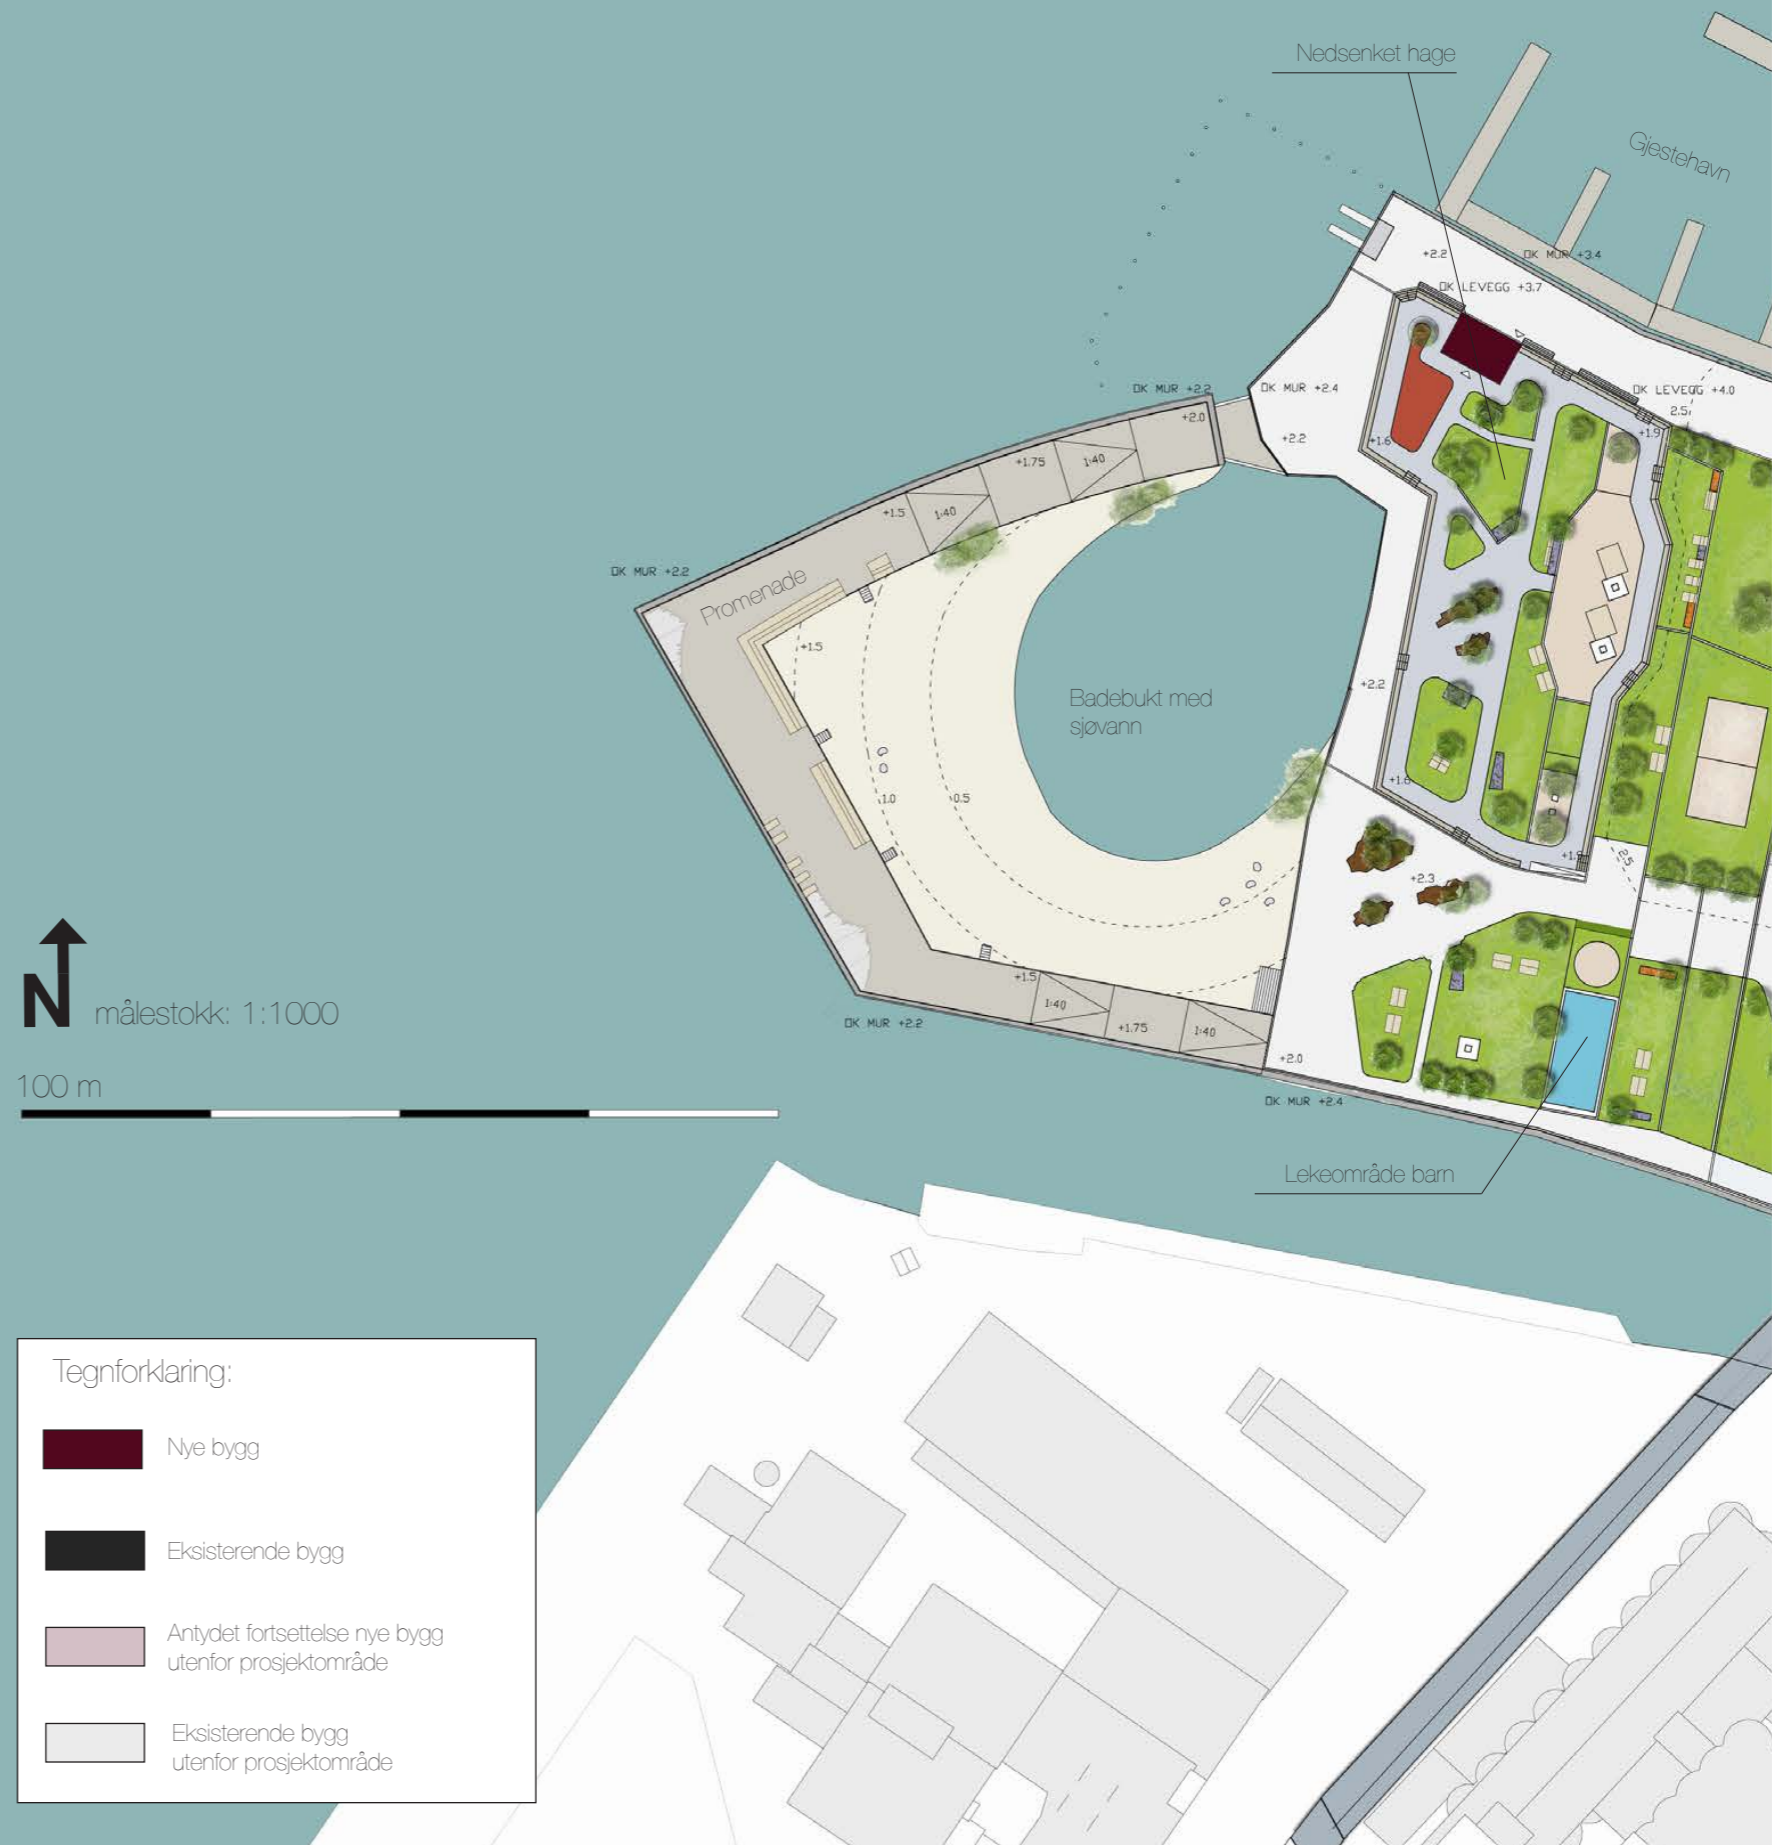 Nedsenket hage
Gjestehavn
+2.2
OK MUR +3.4
OK LEVEGG +3.7
OK MUR +2.2
OK MUR +2.4
OK LEVEGG +4.0
2.5
+2.0
+2.2
+1.6
+1.9
+1.75
1:40
+1.5
1:40
OK MUR +2.2
Promenade
+1.5
+2.2
Badebukt med
sjøvann
+1.6
1.0
0.5
+1.9
2.5
+2.3
N
målestokk: 1:1000
+1.5
1:40
+1.75
1:40
OK MUR +2.2
+2.0
100 m
OK MUR +2.4
Lekeområde barn
Tegnforklaring:
Nye bygg
Eksisterende bygg
Antydet fortsettelse nye bygg
utenfor prosjektområde
Eksisterende bygg
utenfor prosjektområde